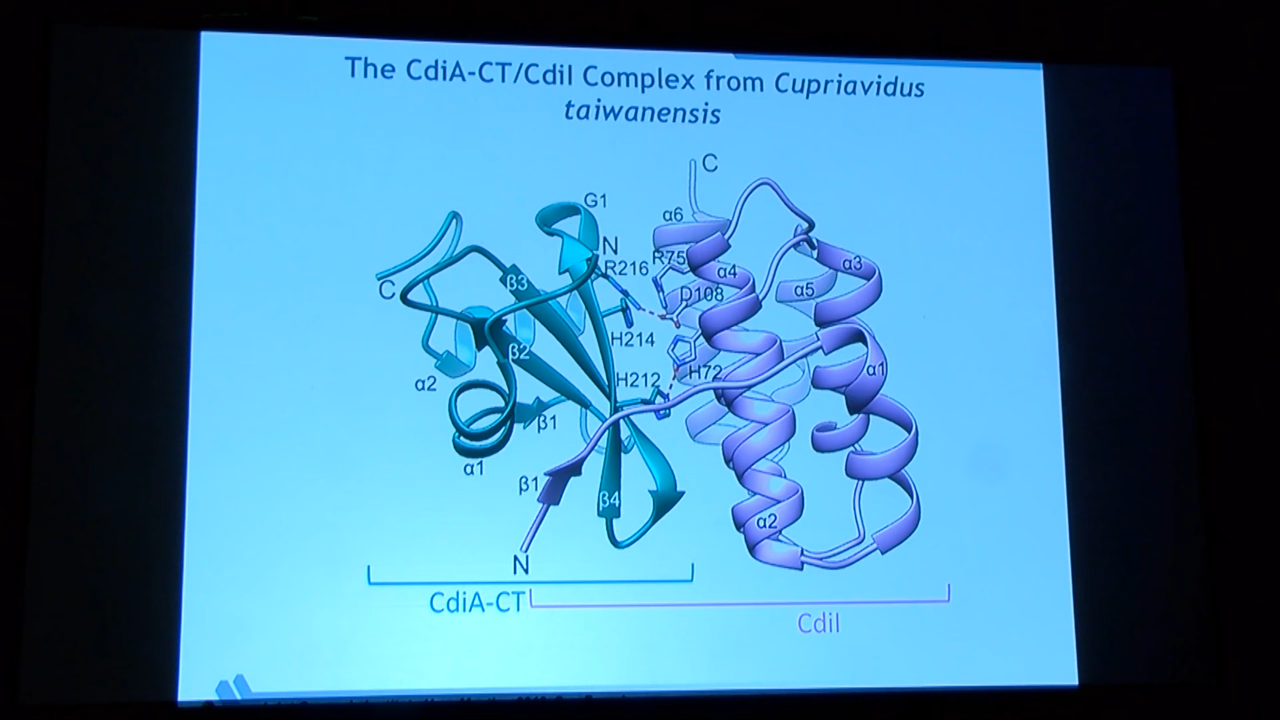 The CdiA-CT/CdiI Complex from Cupriavidus
taiwanensis
C
G1
α6
N
R216
R75
α4
α3
β3
C
D108
α5
H214
β2
H72
α1
α2
H212
β1
α1
β1
β4
α2
N
CdiA-CT
CdiI